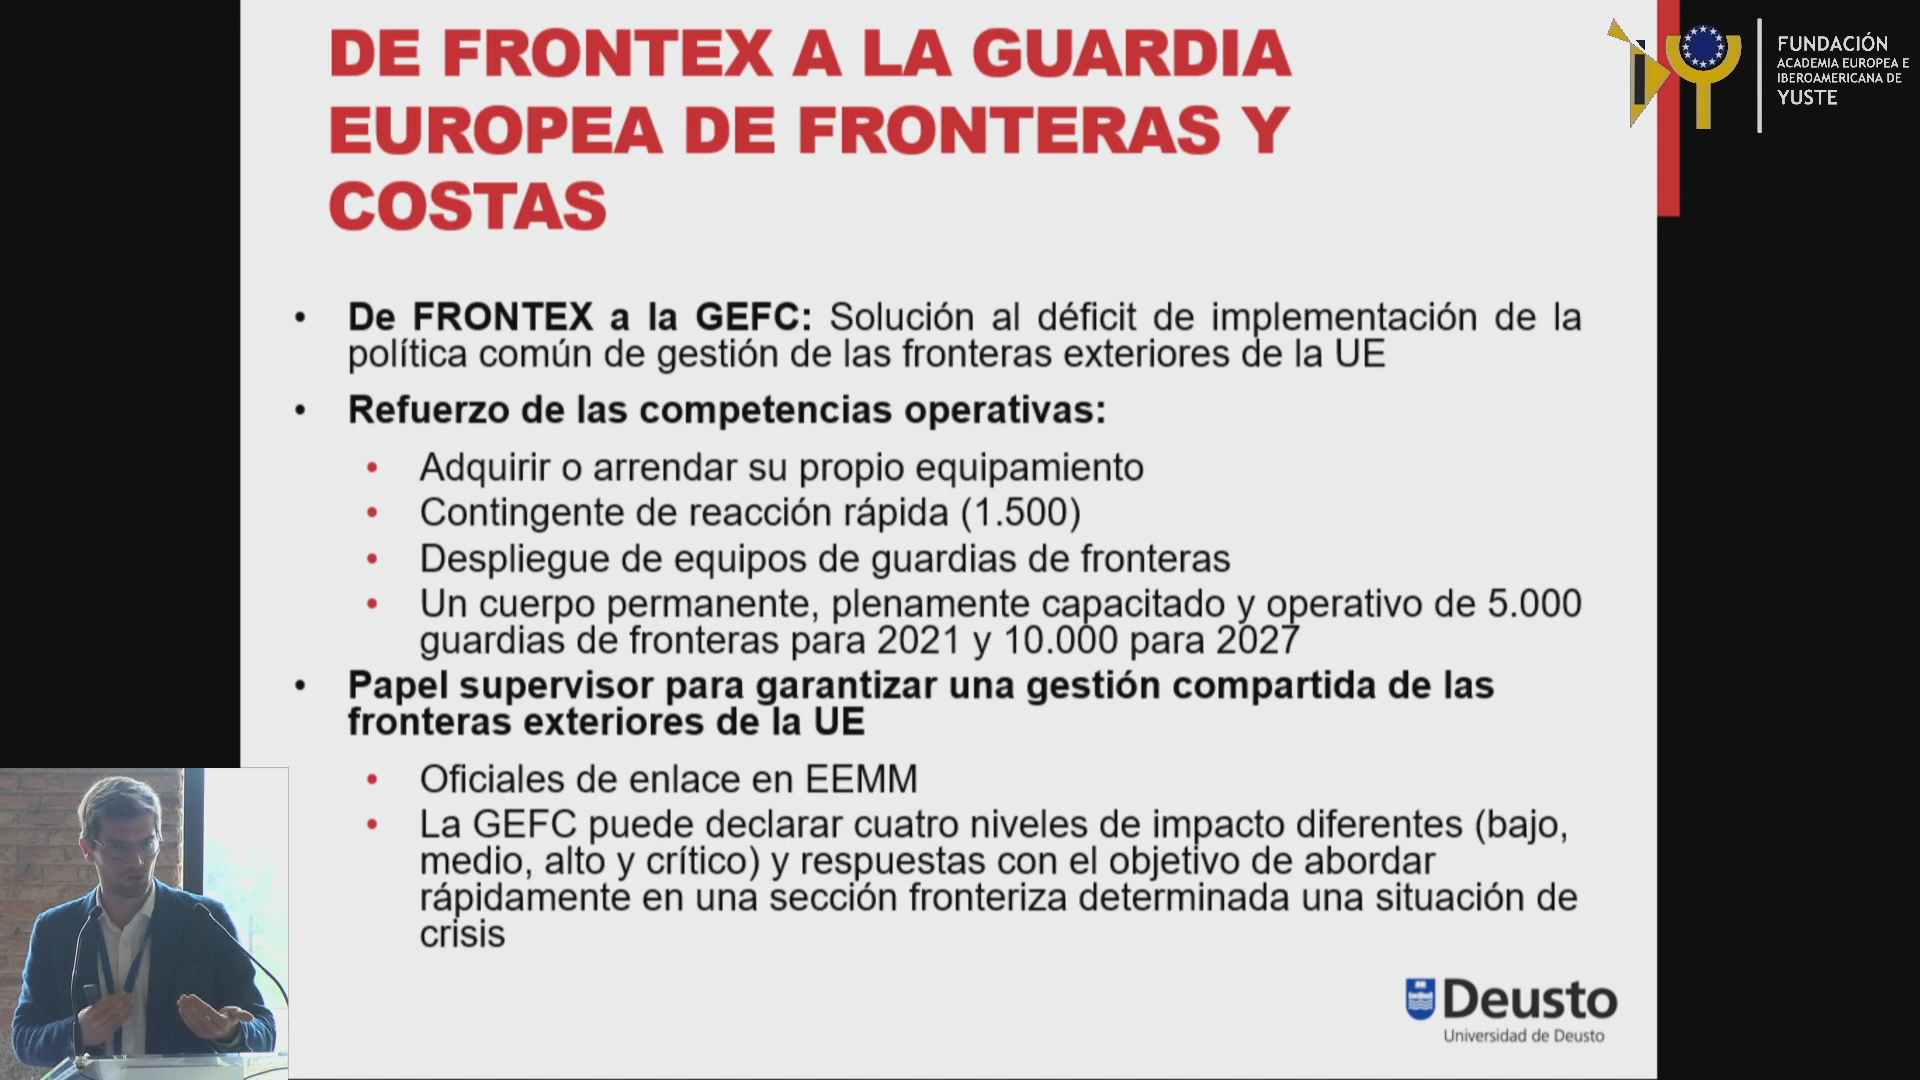 DE FRONTEX A LA GUARDIA
EUROPEA DE FRONTERAS Y
COSTAS
FUNDACIÓN
ACADEMIA EUROPEA E
IBEROAMERICANA DE
YUSTE
• De FRONTEX a la GEFC: Solución al déficit de implementación de la
política común de gestión de las fronteras exteriores de la UE
• Refuerzo de las competencias operativas:
• Adquirir o arrendar su propio equipamiento
• Contingente de reacción rápida (1.500)
• Despliegue de equipos de guardias de fronteras
• Un cuerpo permanente, plenamente capacitado y operativo de 5.000
guardias de fronteras para 2021 y 10.000 para 2027
• Papel supervisor para garantizar una gestión compartida de las
fronteras exteriores de la UE
• Oficiales de enlace en EEMM
• La GEFC puede declarar cuatro niveles de impacto diferentes (bajo,
medio, alto y crítico) y respuestas con el objetivo de abordar
rápidamente en una sección fronteriza determinada una situación de
crisis
Deusto
Universidad de Deusto